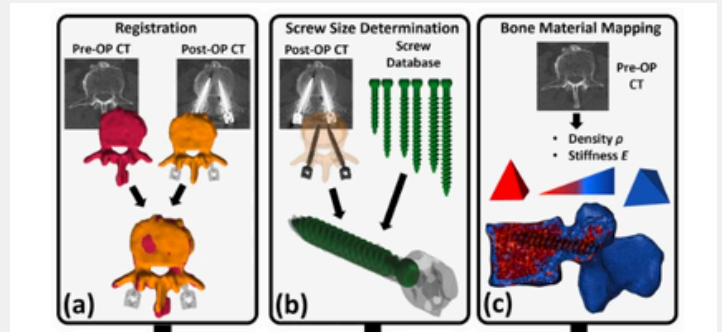 Registration
Pre-OP CT
Post-OP CT
(a)
Screw Size Determination
Post-OP CT
Screw
Database
(b)
Bone Material Mapping
Pre-OP
CT
• Density ρ
• Stiffness E
(c)